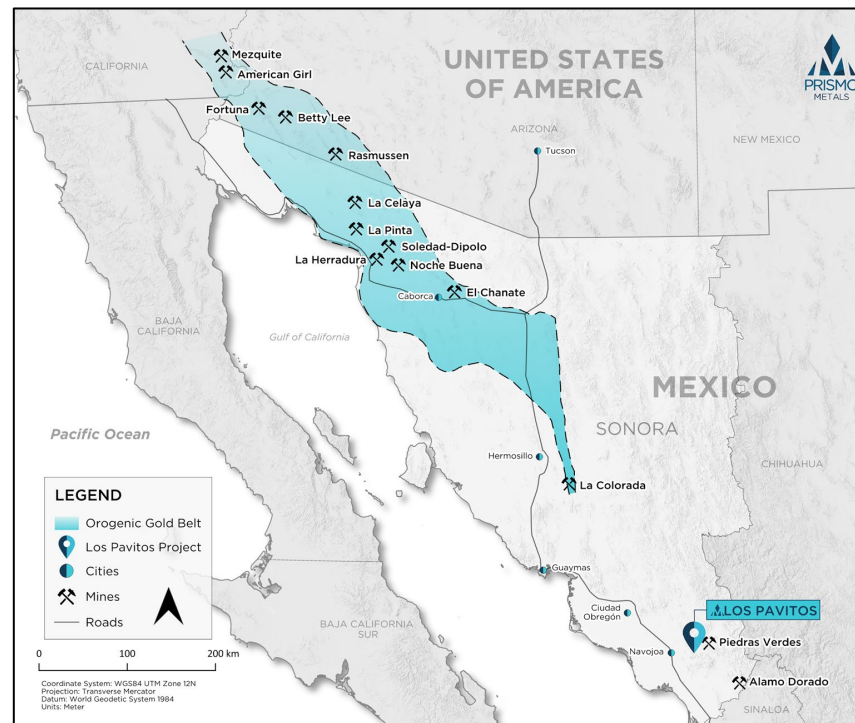 Mezquite
CALIFORNIA
American Girl
UNITED STATES
OF AMERICA
PRISMO
METALS
Fortuna
Betty Lee
ARIZONA
NEW MEXICO
Rasmussen
Tucson
La Celaya
La Pinta
Soledad-Dipolo
La Herradura
Noche Buena
El Chanate
Caborca
BAJA
CALIFORNIA
Gulf of California
MEXICO
SONORA
Pacific Ocean
Hermosillo
CHIHUAHUA
La Colorada
LEGEND
Orogenic Gold Belt
Los Pavitos Project
Cities
Mines
Roads
Guaymas
Ciudad
Obregón
LOS PAVITOS
BAJA CALIFORNIA
SUR
Navojoa
Piedras Verdes
0 100 200 km
Alamo Dorado
Coordinate System: WGS84 UTM Zone 12N
Projection: Transverse Mercator
Datum: World Geodetic System 1984
Units: Meter
SINALOA